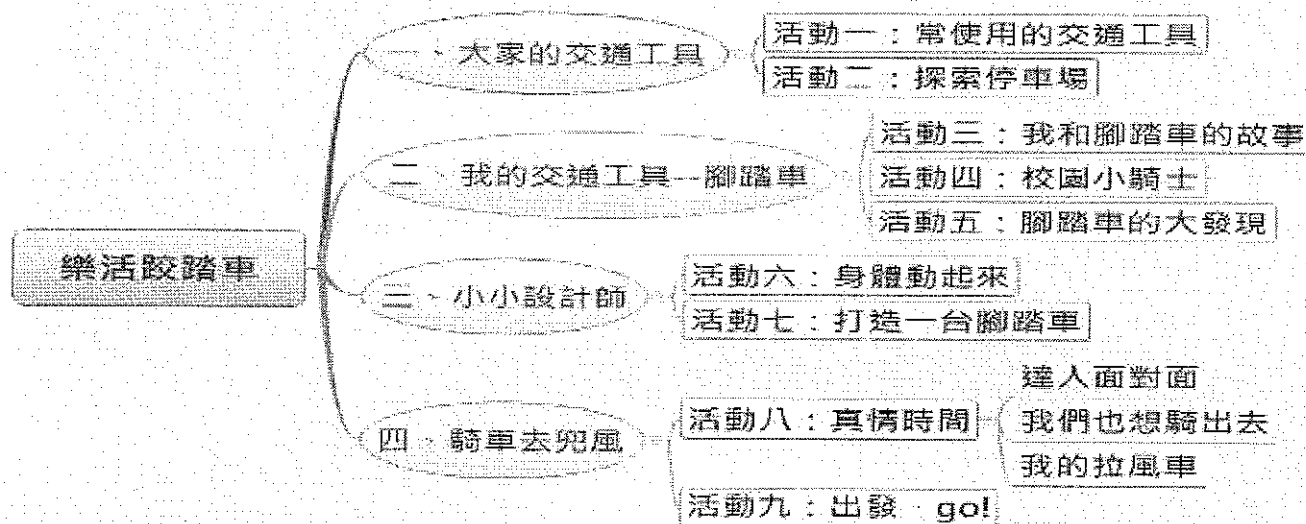 樂活跤踏車
一、大家的交通工具
活動一：常使用的交通工具
活動二：探索停車場
二、我的交通工具--腳踏車
活動三：我和腳踏車的故事
活動四：校園小騎士
活動五：腳踏車的大發現
三、小小設計師
活動六：身體動起來
活動七：打造一台腳踏車
四、騎車去兜風
活動八：真情時間
達人面對面
我們也想騎出去
我的拉風車
活動九：出發 go!